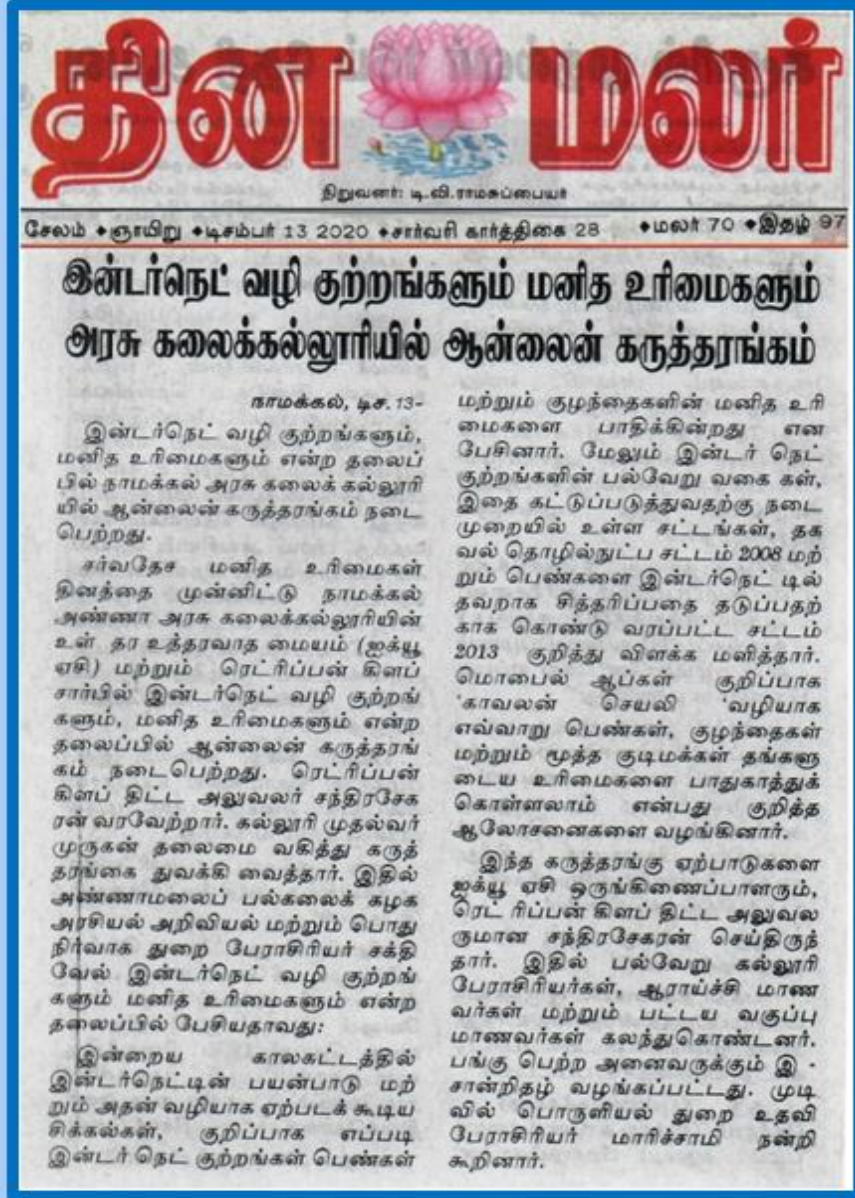 தின மலர்
நிறுவனர்: டி.வி.ராமசுப்பையர்
சேலம் ♦ஞாயிறு ♦டிசம்பர் 13 2020 ♦சார்வரி கார்த்திகை 28 ♦மலர் 70 ♦இதழ் 97
இன்டர்நெட் வழி குற்றங்களும் மனித உரிமைகளும்
அரசு கலைக்கல்லூரியில் ஆன்லைன் கருத்தரங்கம்
நாமக்கல், டிச.13-
இன்டர்நெட் வழி குற்றங்களும்,
மனித உரிமைகளும் என்ற தலைப்
பில் நாமக்கல் அரசு கலைக் கல்லூரி
யில் ஆன்லைன் கருத்தரங்கம் நடை
பெற்றது.
சர்வதேச மனித உரிமைகள்
தினத்தை முன்னிட்டு நாமக்கல்
அண்ணா அரசு கலைக்கல்லூரியின்
உள் தர உத்தரவாத மையம் (ஐக்யூ
ஏசி) மற்றும் ரெட்ரிப்பன் கிளப்
சார்பில் இன்டர்நெட் வழி குற்றங்
களும், மனித உரிமைகளும் என்ற
தலைப்பில் ஆன்லைன் கருத்தரங்
கம் நடைபெற்றது. ரெட்ரிப்பன்
கிளப் திட்ட அலுவலர் சந்திரசேக
ரன் வரவேற்றார். கல்லூரி முதல்வர்
முருகன் தலைமை வகித்து கருத்
தரங்கை துவக்கி வைத்தார். இதில்
அண்ணாமலைப் பல்கலைக் கழக
அரசியல் அறிவியல் மற்றும் பொது
நிர்வாக துறை பேராசிரியர் சக்தி
வேல் இன்டர்நெட் வழி குற்றங்
களும் மனித உரிமைகளும் என்ற
தலைப்பில் பேசியதாவது:
இன்றைய காலகட்டத்தில்
இன்டர்நெட்டின் பயன்பாடு மற்
றும் அதன் வழியாக ஏற்படக் கூடிய
சிக்கல்கள், குறிப்பாக எப்படி
இன்டர் நெட் குற்றங்கள் பெண்கள்
மற்றும் குழந்தைகளின் மனித உரி
மைகளை பாதிக்கின்றது என
பேசினார். மேலும் இன்டர் நெட்
குற்றங்களின் பல்வேறு வகை கள்,
இதை கட்டுப்படுத்துவதற்கு நடை
முறையில் உள்ள சட்டங்கள், தக
வல் தொழில்நுட்ப சட்டம் 2008 மற்
றும் பெண்களை இன்டர்நெட் டில்
தவறாக சித்தரிப்பதை தடுப்பதற்
காக கொண்டு வரப்பட்ட சட்டம்
2013 குறித்து விளக்க மளித்தார்.
மொபைல் ஆப்கள் குறிப்பாக
'காவலன் செயலி 'வழியாக
எவ்வாறு பெண்கள், குழந்தைகள்
மற்றும் மூத்த குடிமக்கள் தங்களு
டைய உரிமைகளை பாதுகாத்துக்
கொள்ளலாம் என்பது குறித்த
ஆலோசனைகளை வழங்கினார்.
இந்த கருத்தரங்கு ஏற்பாடுகளை
ஐக்யூ ஏசி ஒருங்கிணைப்பாளரும்,
ரெட் ரிப்பன் கிளப் திட்ட அலுவல
ருமான சந்திரசேகரன் செய்திருந்
தார். இதில் பல்வேறு கல்லூரி
பேராசிரியர்கள், ஆராய்ச்சி மாண
வர்கள் மற்றும் பட்டய வகுப்பு
மாணவர்கள் கலந்துகொண்டனர்.
பங்கு பெற்ற அனைவருக்கும் இ -
சான்றிதழ் வழங்கப்பட்டது. முடி
வில் பொருளியல் துறை உதவி
பேராசிரியர் மாரிச்சாமி நன்றி
கூறினார்.